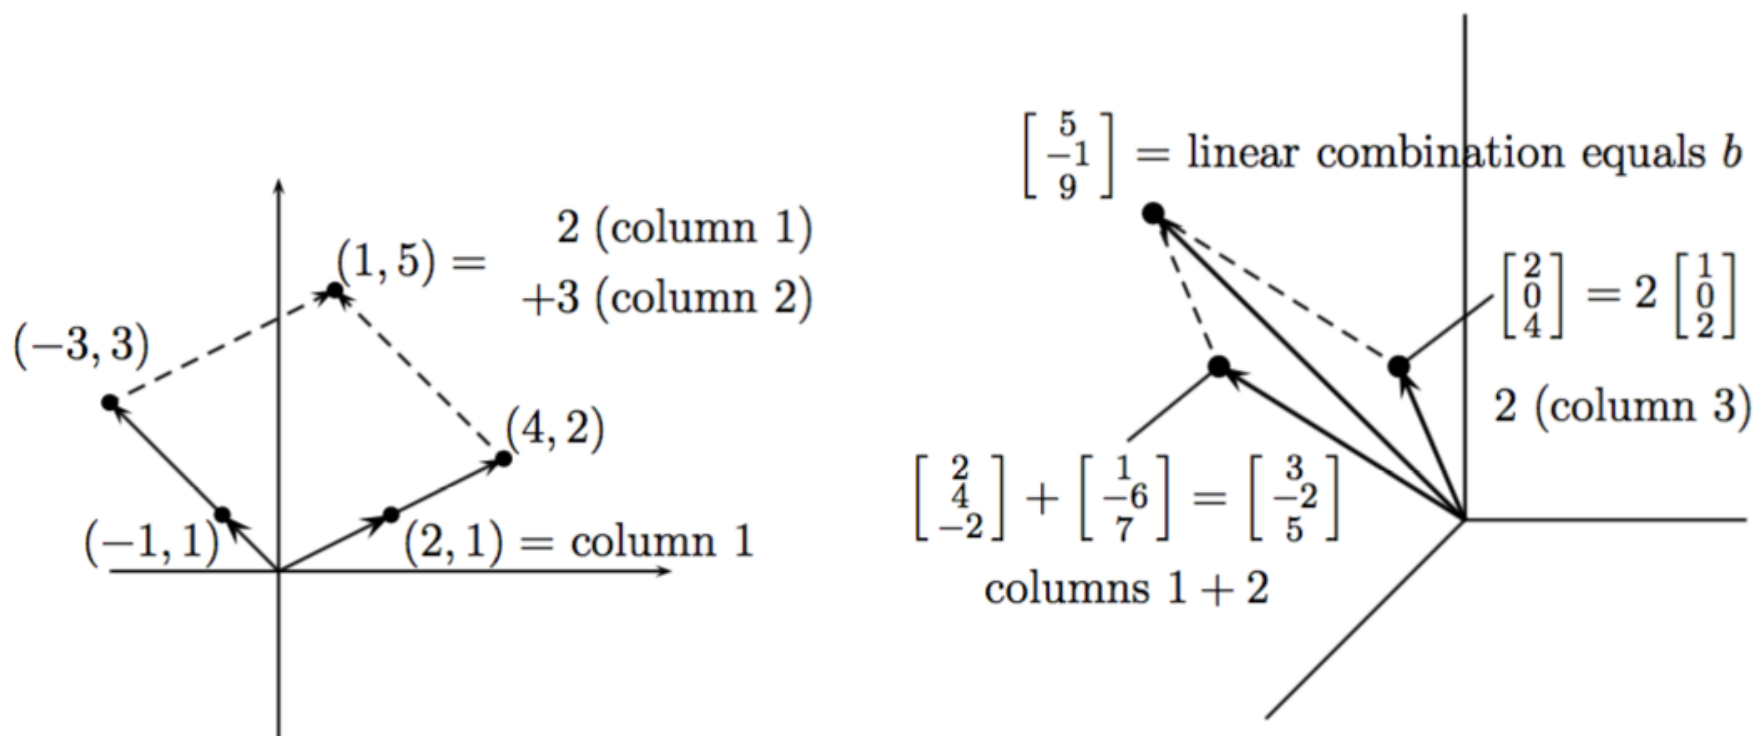 (1, 5) = 2 (column 1)
+3 (column 2)
(−3, 3)
(4, 2)
(−1, 1)
(2, 1) = column 1
[5 −1 9] = linear combination equals b
[2 0 4] = 2 [1 0 2]
2 (column 3)
[2 4 −2] + [1 −6 7] = [3 −2 5]
columns 1 + 2